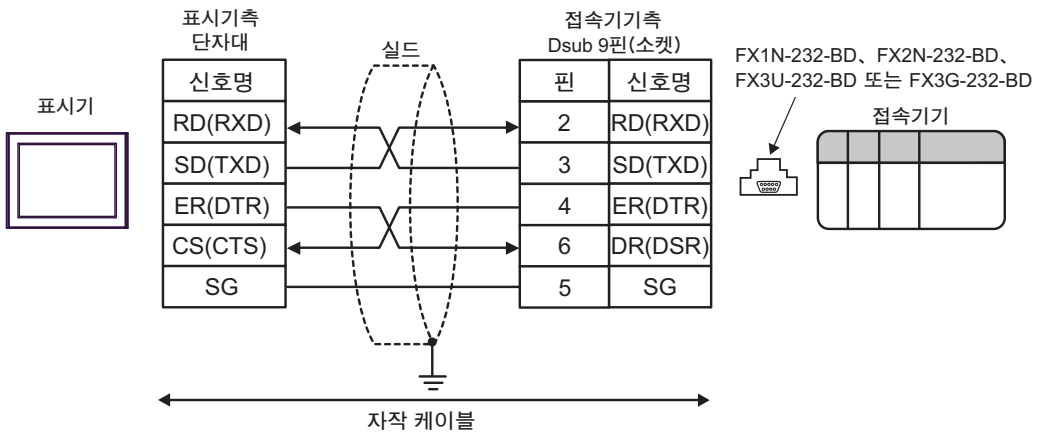 표시기
표시기측
단자대
신호명
RD(RXD)
SD(TXD)
ER(DTR)
CS(CTS)
SG
실드
접속기기측
Dsub 9핀(소켓)
핀 신호명
2 RD(RXD)
3 SD(TXD)
4 ER(DTR)
6 DR(DSR)
5 SG
FX1N-232-BD、FX2N-232-BD、
FX3U-232-BD 또는 FX3G-232-BD
접속기기
자작 케이블